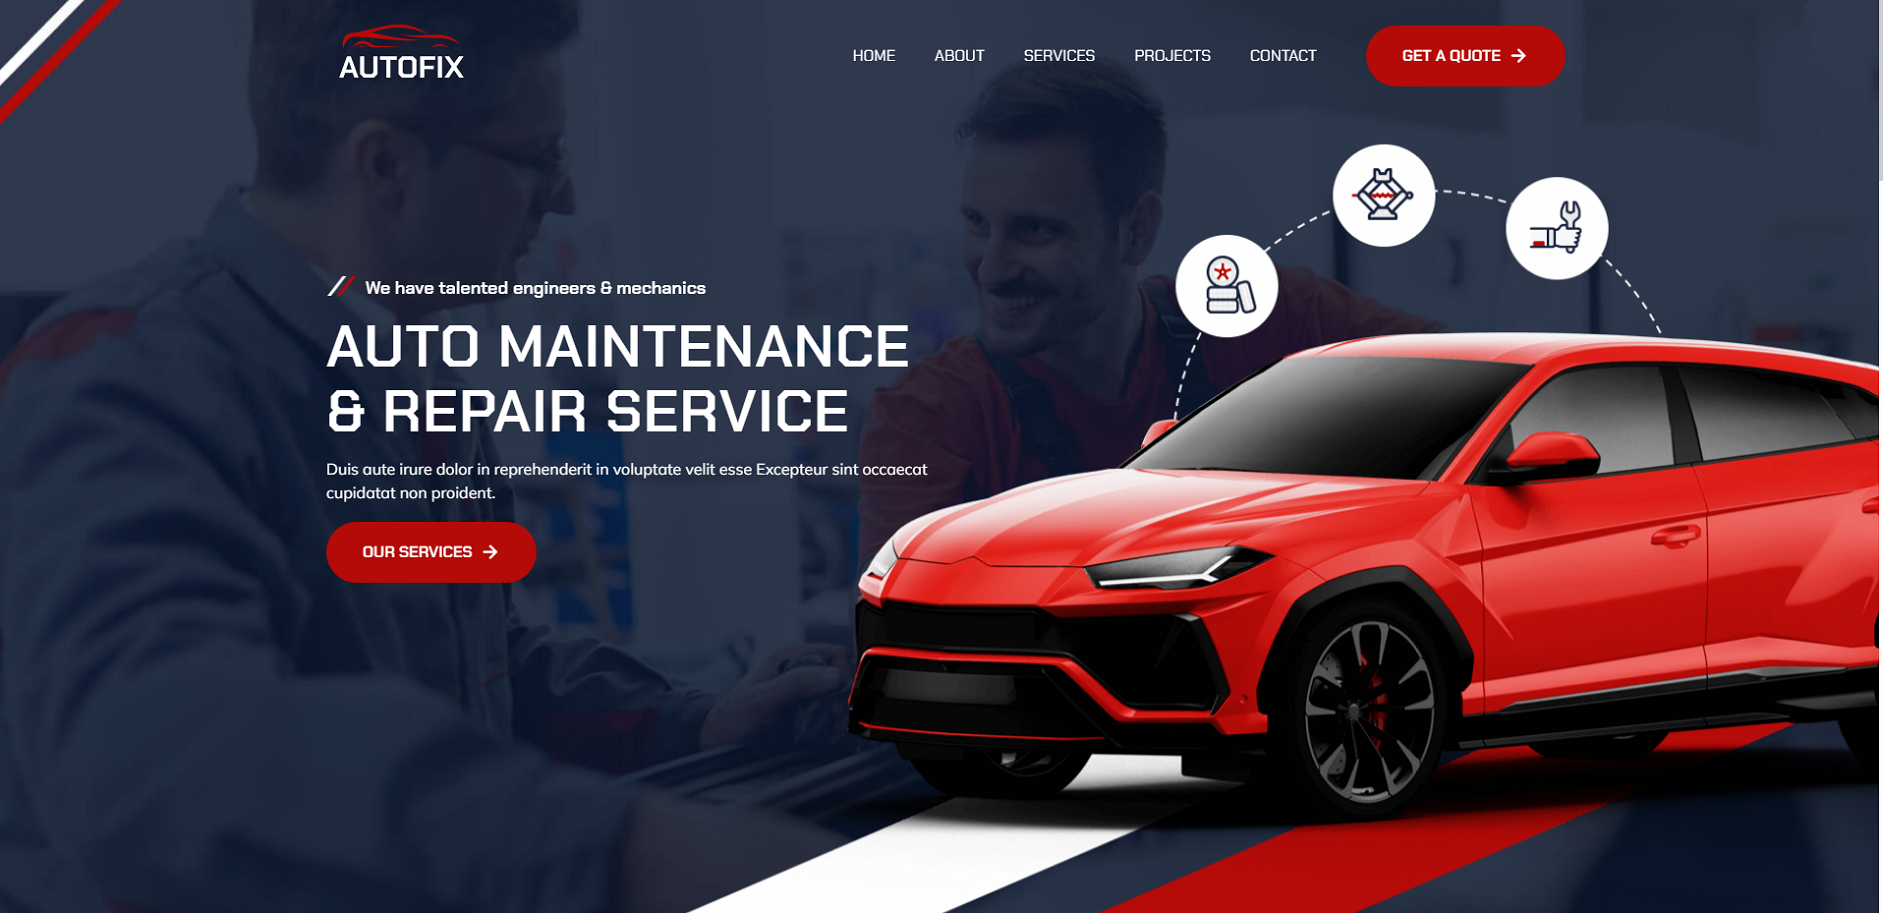 AUTOFIX
HOME ABOUT SERVICES PROJECTS CONTACT GET A QUOTE
We have talented engineers & mechanics
AUTO MAINTENANCE
& REPAIR SERVICE
Duis aute irure dolor in reprehenderit in voluptate velit esse Excepteur sint occaecat
cupidatat non proident.
OUR SERVICES